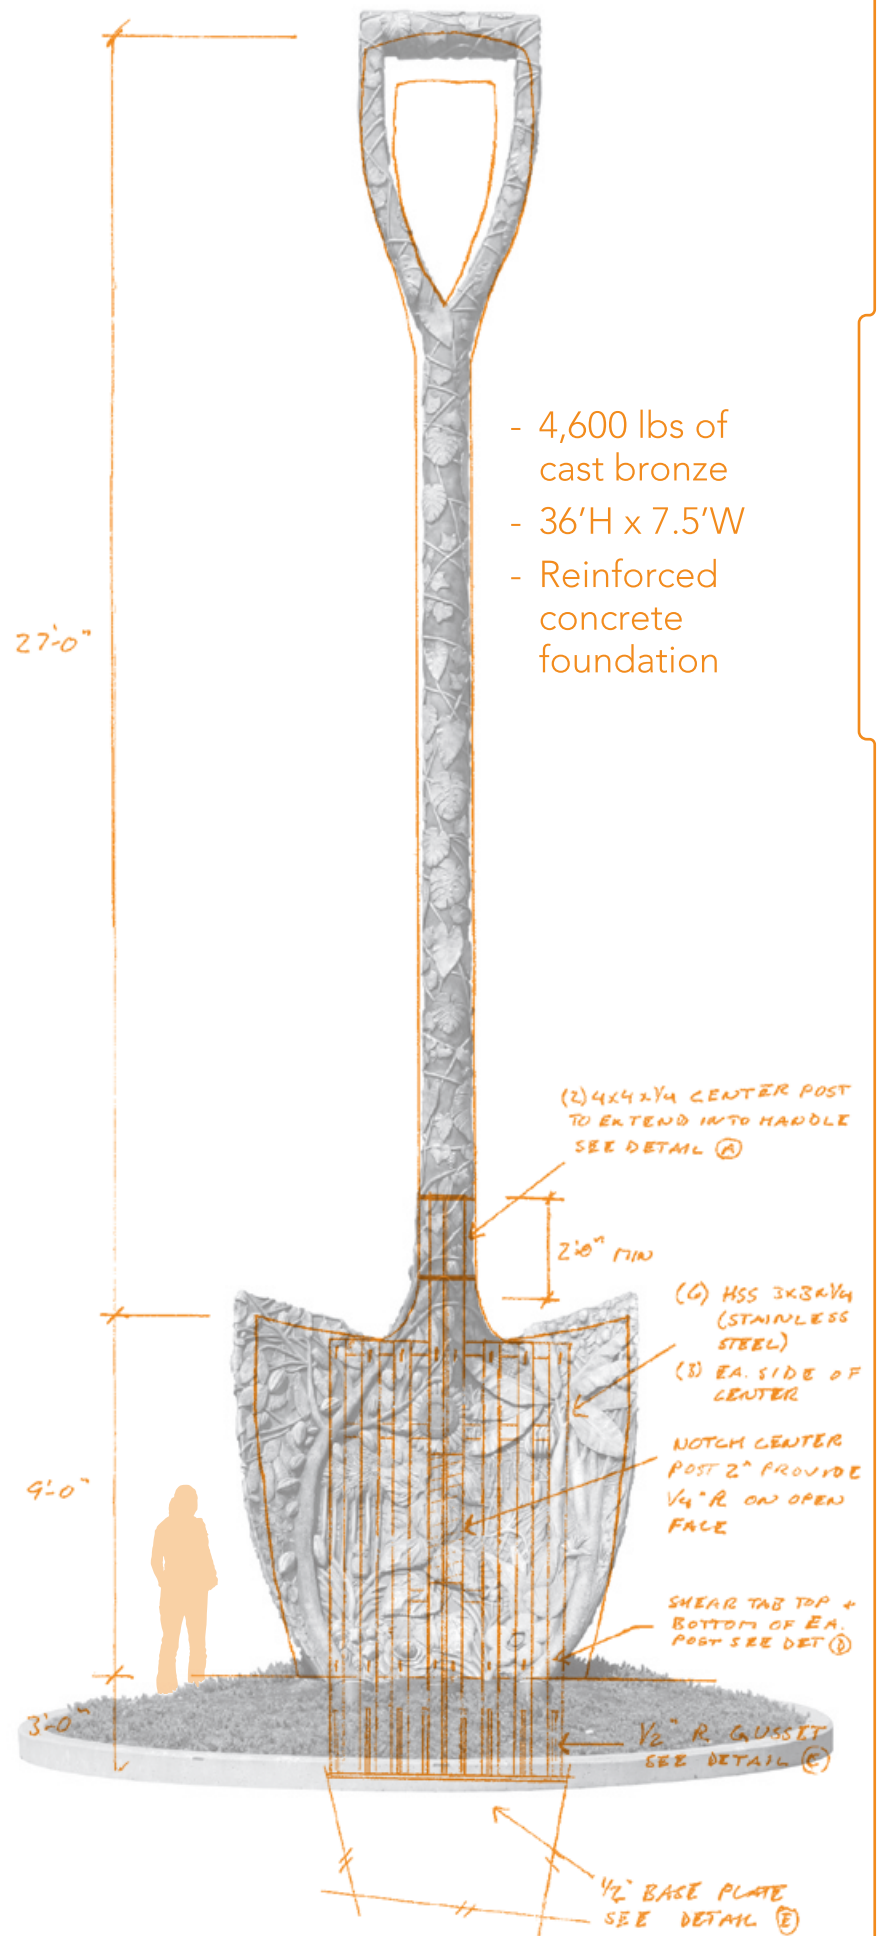 - 4,600 lbs of
cast bronze
- 36'H x 7.5'W
- Reinforced
concrete
foundation
27'-0"
(2) 4x4x1/4 CENTER POST
TO EXTEND INTO HANDLE
SEE DETAIL A
2'-0" MIN
(6) HSS 3x3x1/4
(STAINLESS
STEEL)
(3) EA. SIDE OF
CENTER
9'-0"
NOTCH CENTER
POST 2" PROVIDE
1/4" PL ON OPEN
FACE
SHEAR TAB TOP +
BOTTOM OF EA.
POST SEE DET D
3'-0"
1/2" PL GUSSET
SEE DETAIL C
1/2" BASE PLATE
SEE DETAIL E